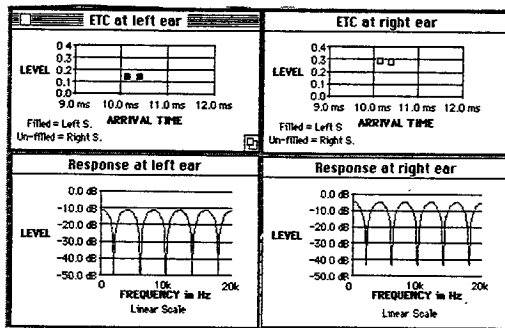 ETC at left ear
0.4
0.3
LEVEL 0.2
0.1
0.0
9.0 ms 10.0 ms 11.0 ms 12.0 ms
Filled = Left S. ARRIVAL TIME
Un-filled = Right S.
ETC at right ear
0.4
0.3
LEVEL 0.2
0.1
0.0
9.0 ms 10.0 ms 11.0 ms 12.0 ms
Filled = Left S ARRIVAL TIME
Un-filled = Right S.
Response at left ear
0.0 dB
-10.0 dB
LEVEL -20.0 dB
-30.0 dB
-40.0 dB
-50.0 dB
0 10k 20k
FREQUENCY in Hz
Linear Scale
Response at right ear
0.0 dB
-10.0 dB
LEVEL -20.0 dB
-30.0 dB
-40.0 dB
-50.0 dB
0 10k 20k
FREQUENCY in Hz
Linear Scale